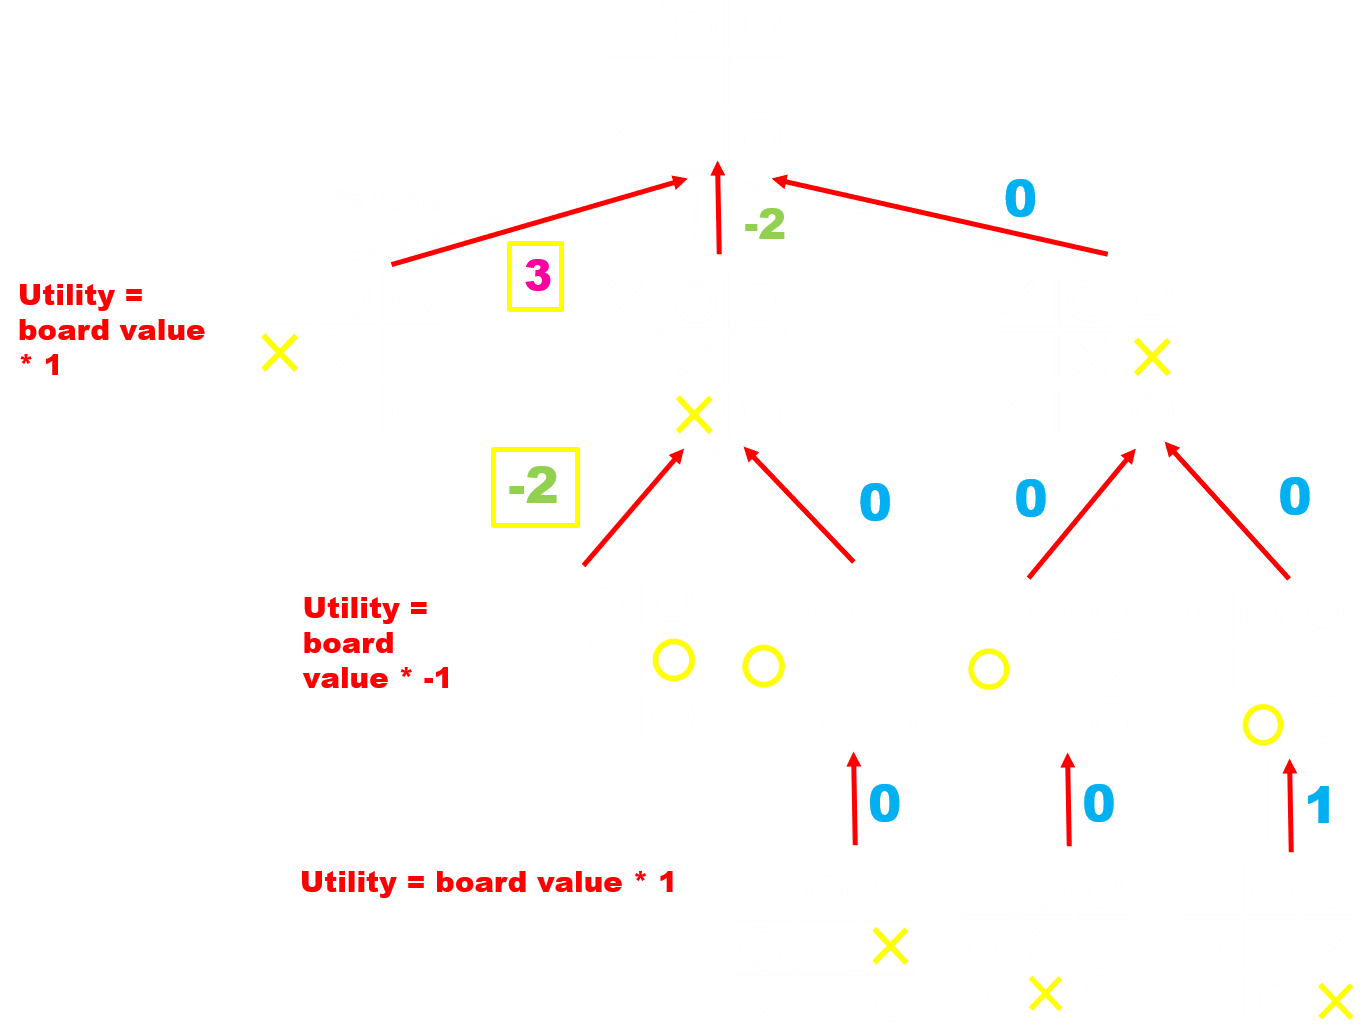 0
-2
3
Utility =
board value
* 1
-2
0
0
0
Utility =
board
value * -1
0
0
1
Utility = board value * 1